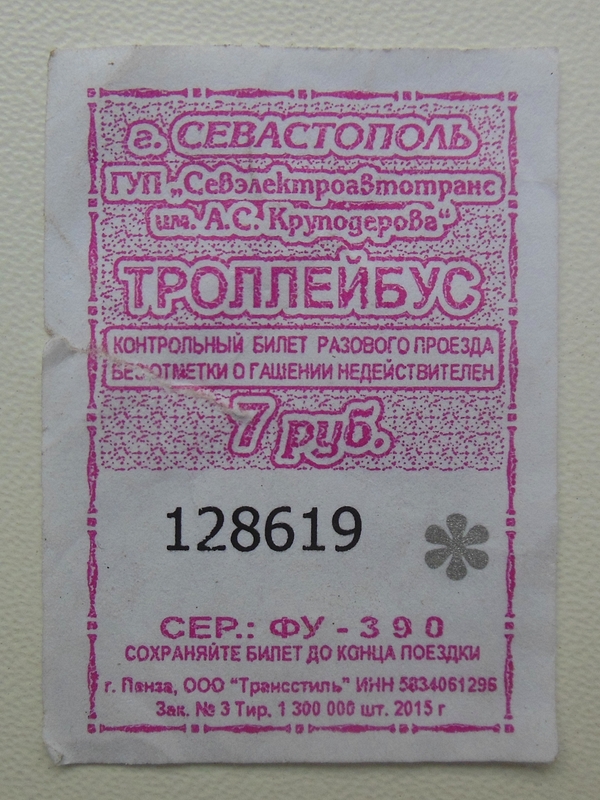 г. СЕВАСТОПОЛЬ
ГУП „Севэлектроавтотранс
им. А.С. Круподерова“
ТРОЛЛЕЙБУС
КОНТРОЛЬНЫЙ БИЛЕТ РАЗОВОГО ПРОЕЗДА
БЕЗ ОТМЕТКИ О ГАШЕНИИ НЕДЕЙСТВИТЕЛЕН
7 руб.
128619
СЕР.: ФУ - 390
СОХРАНЯЙТЕ БИЛЕТ ДО КОНЦА ПОЕЗДКИ
г. Пенза, ООО "Трансстиль" ИНН 5834061296
Зак. № 3 Тир. 1 300 000 шт. 2015 г